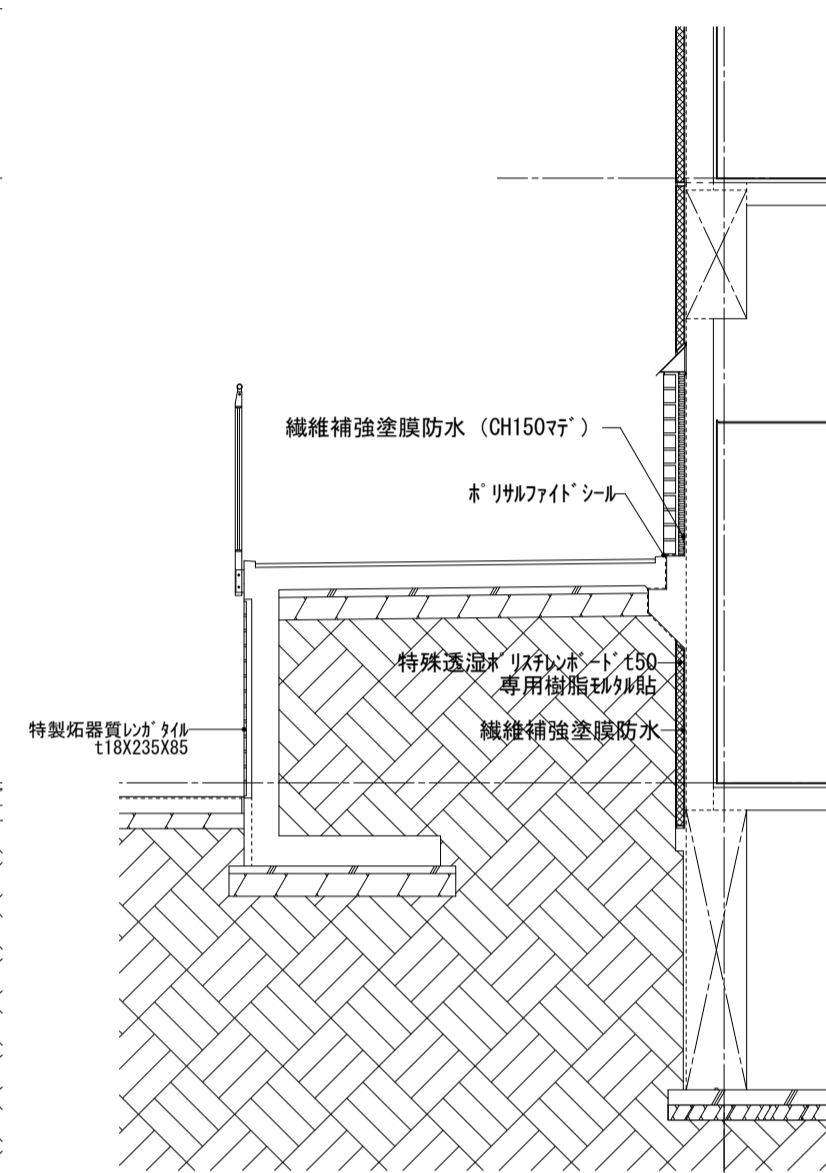 繊維補強塗膜防水（CH150ﾏﾃﾞ）
ﾎﾟﾘｻﾙﾌｧｲﾄﾞｼｰﾙ
特殊透湿ﾎﾟﾘｽﾁﾚﾝﾎﾞｰﾄﾞt50
専用樹脂ﾓﾙﾀﾙ貼
繊維補強塗膜防水
特製炻器質ﾚﾝｶﾞﾀｲﾙ
t18X235X85